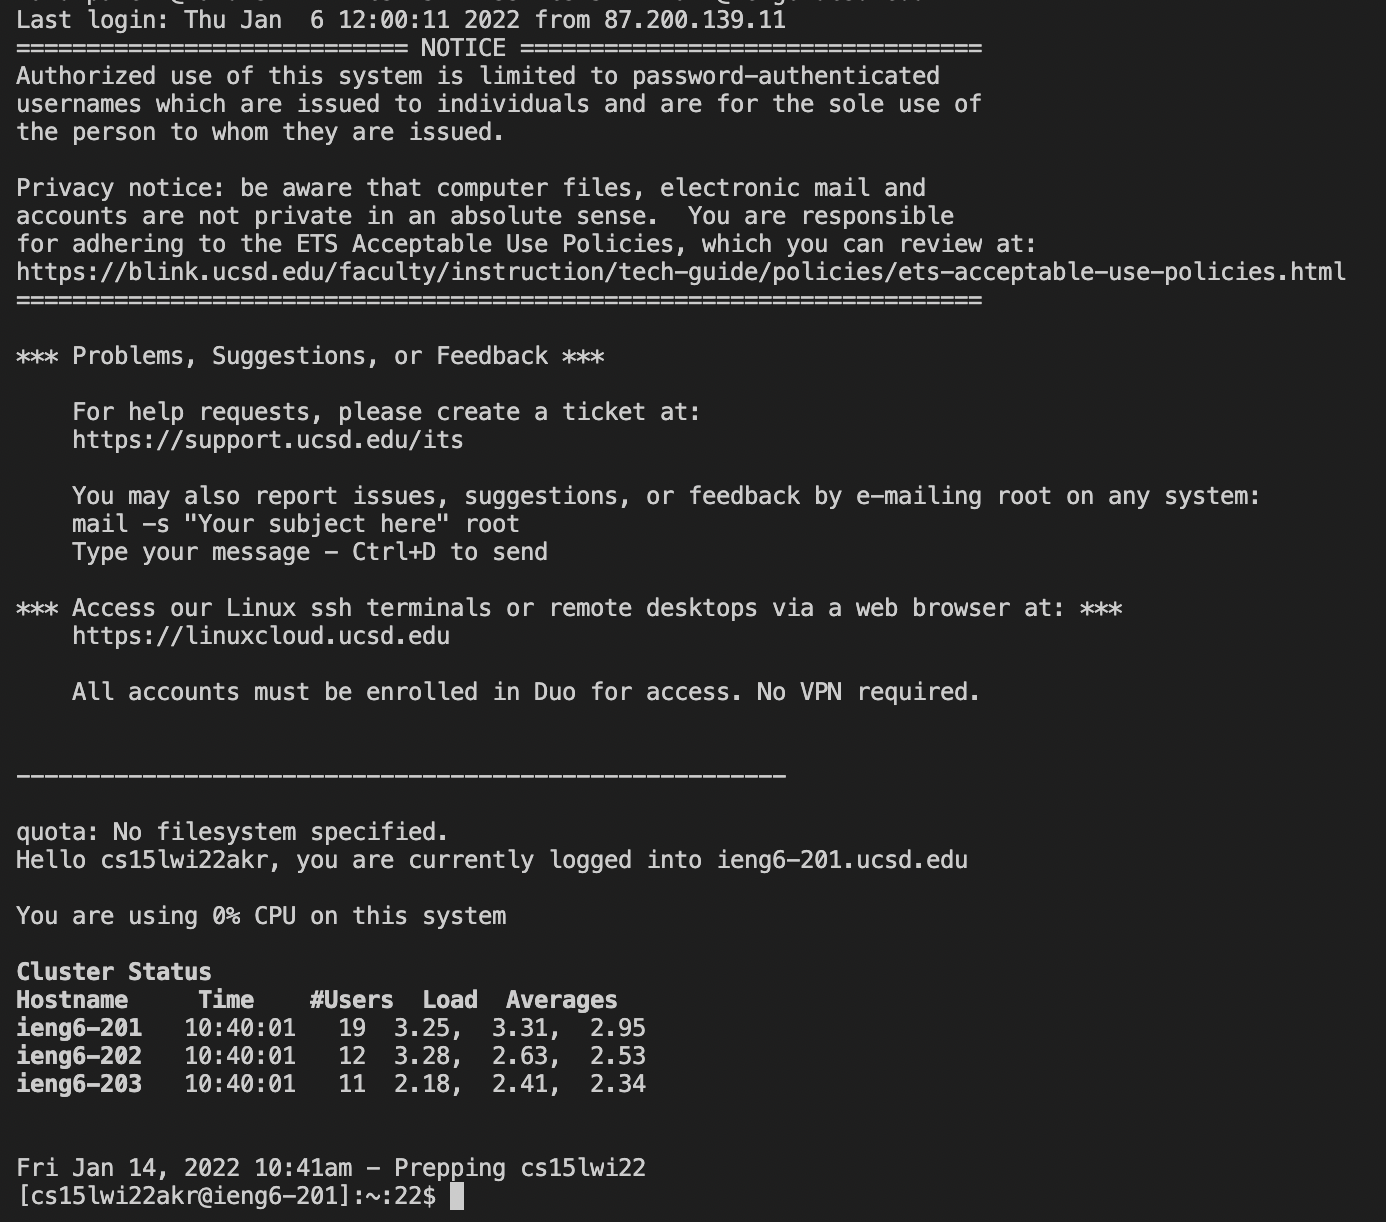 Last login: Thu Jan  6 12:00:11 2022 from 87.200.139.11
============================ NOTICE =================================
Authorized use of this system is limited to password-authenticated
usernames which are issued to individuals and are for the sole use of
the person to whom they are issued.
Privacy notice: be aware that computer files, electronic mail and
accounts are not private in an absolute sense.  You are responsible
for adhering to the ETS Acceptable Use Policies, which you can review at:
https://blink.ucsd.edu/faculty/instruction/tech-guide/policies/ets-acceptable-use-policies.html
=====================================================================
*** Problems, Suggestions, or Feedback ***
    For help requests, please create a ticket at:
    https://support.ucsd.edu/its
    You may also report issues, suggestions, or feedback by e-mailing root on any system:
    mail -s "Your subject here" root
    Type your message - Ctrl+D to send
*** Access our Linux ssh terminals or remote desktops via a web browser at: ***
    https://linuxcloud.ucsd.edu
    All accounts must be enrolled in Duo for access. No VPN required.
-------------------------------------------------------
quota: No filesystem specified.
Hello cs15lwi22akr, you are currently logged into ieng6-201.ucsd.edu
You are using 0% CPU on this system
Cluster Status
Hostname     Time    #Users  Load  Averages
ieng6-201   10:40:01   19  3.25,  3.31,  2.95
ieng6-202   10:40:01   12  3.28,  2.63,  2.53
ieng6-203   10:40:01   11  2.18,  2.41,  2.34
Fri Jan 14, 2022 10:41am - Prepping cs15lwi22
[cs15lwi22akr@ieng6-201]:~:22$